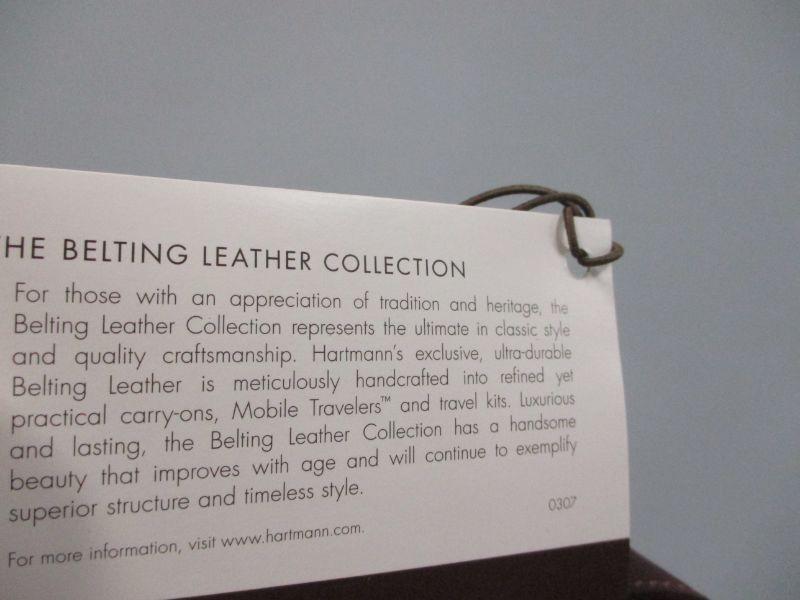 THE BELTING LEATHER COLLECTION
For those with an appreciation of tradition and heritage, the
Belting Leather Collection represents the ultimate in classic style
and quality craftsmanship. Hartmann's exclusive, ultra-durable
Belting Leather is meticulously handcrafted into refined yet
practical carry-ons, Mobile Travelers™ and travel kits. Luxurious
and lasting, the Belting Leather Collection has a handsome
beauty that improves with age and will continue to exemplify
superior structure and timeless style.
0307
For more information, visit www.hartmann.com.